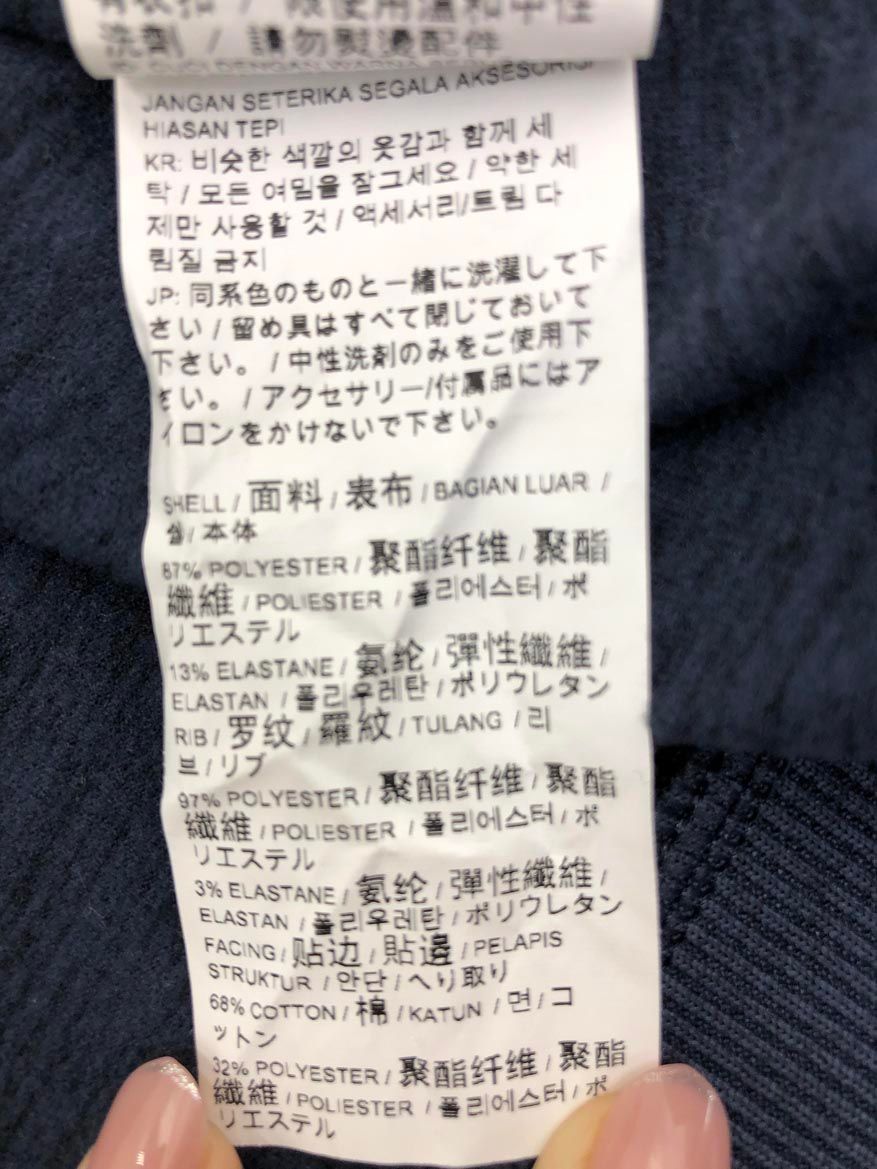 限使用溫和中性
洗劑 / 請勿熨燙配件
JANGAN SETERIKA SEGALA AKSESORIS/
HIASAN TEPI
KR: 비슷한 색깔의 옷감과 함께 세
탁 / 모든 여밈을 잠그세요 / 약한 세
제만 사용할 것 / 액세서리/트림 다
림질 금지
JP: 同系色のものと一緒に洗濯して下
さい / 留め具はすべて閉じておいて
下さい。 / 中性洗剤のみをご使用下
さい。 / アクセサリー/付属品にはア
イロンをかけないで下さい。
SHELL / 面料 / 表布 / BAGIAN LUAR /
쉘 / 本体
87% POLYESTER / 聚酯纤维 / 聚酯
纖維 / POLIESTER / 폴리에스터 / ポ
リエステル
13% ELASTANE / 氨纶 / 彈性纖維 /
ELASTAN / 폴리우레탄 / ポリウレタン
RIB / 罗纹 / 羅紋 / TULANG / 리
브 / リブ
97% POLYESTER / 聚酯纤维 / 聚酯
纖維 / POLIESTER / 폴리에스터 / ポ
リエステル
3% ELASTANE / 氨纶 / 彈性纖維 /
ELASTAN / 폴리우레탄 / ポリウレタン
FACING / 贴边 / 貼邊 / PELAPIS
STRUKTUR / 안단 / へり取り
68% COTTON / 棉 / KATUN / 면 / コ
ットン
32% POLYESTER / 聚酯纤维 / 聚酯
纖維 / POLIESTER / 폴리에스터 / ポ
リエステル